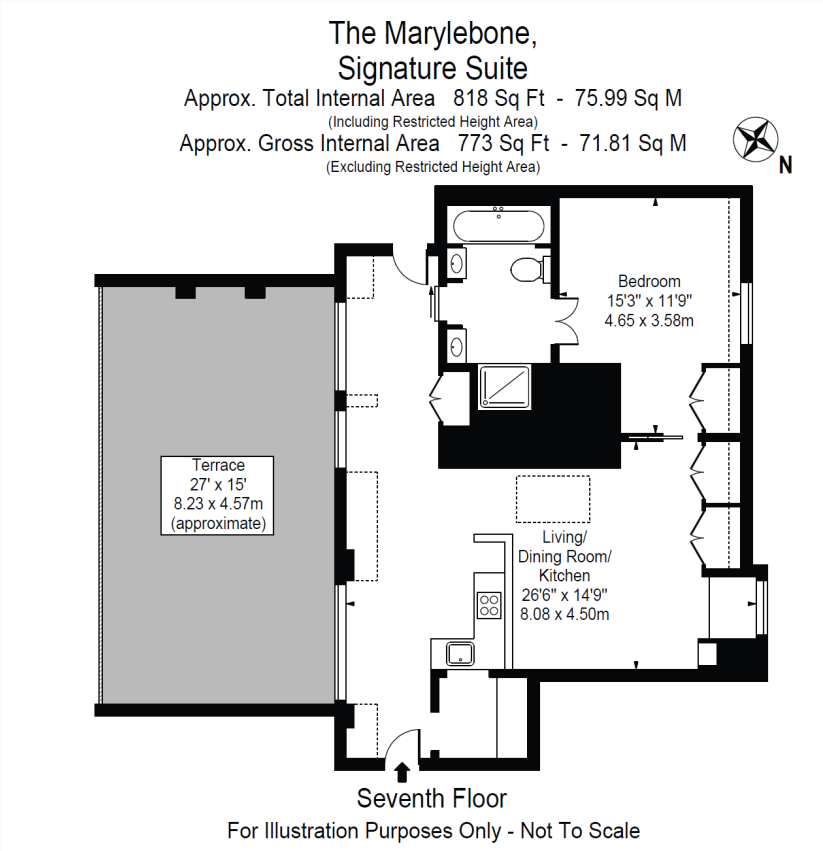 The Marylebone,
Signature Suite
Approx. Total Internal Area 818 Sq Ft - 75.99 Sq M
(Including Restricted Height Area)
Approx. Gross Internal Area 773 Sq Ft - 71.81 Sq M
(Excluding Restricted Height Area)
N
Bedroom
15'3" x 11'9"
4.65 x 3.58m
Terrace
27' x 15'
8.23 x 4.57m
(approximate)
Living/
Dining Room/
Kitchen
26'6" x 14'9"
8.08 x 4.50m
Seventh Floor
For Illustration Purposes Only - Not To Scale